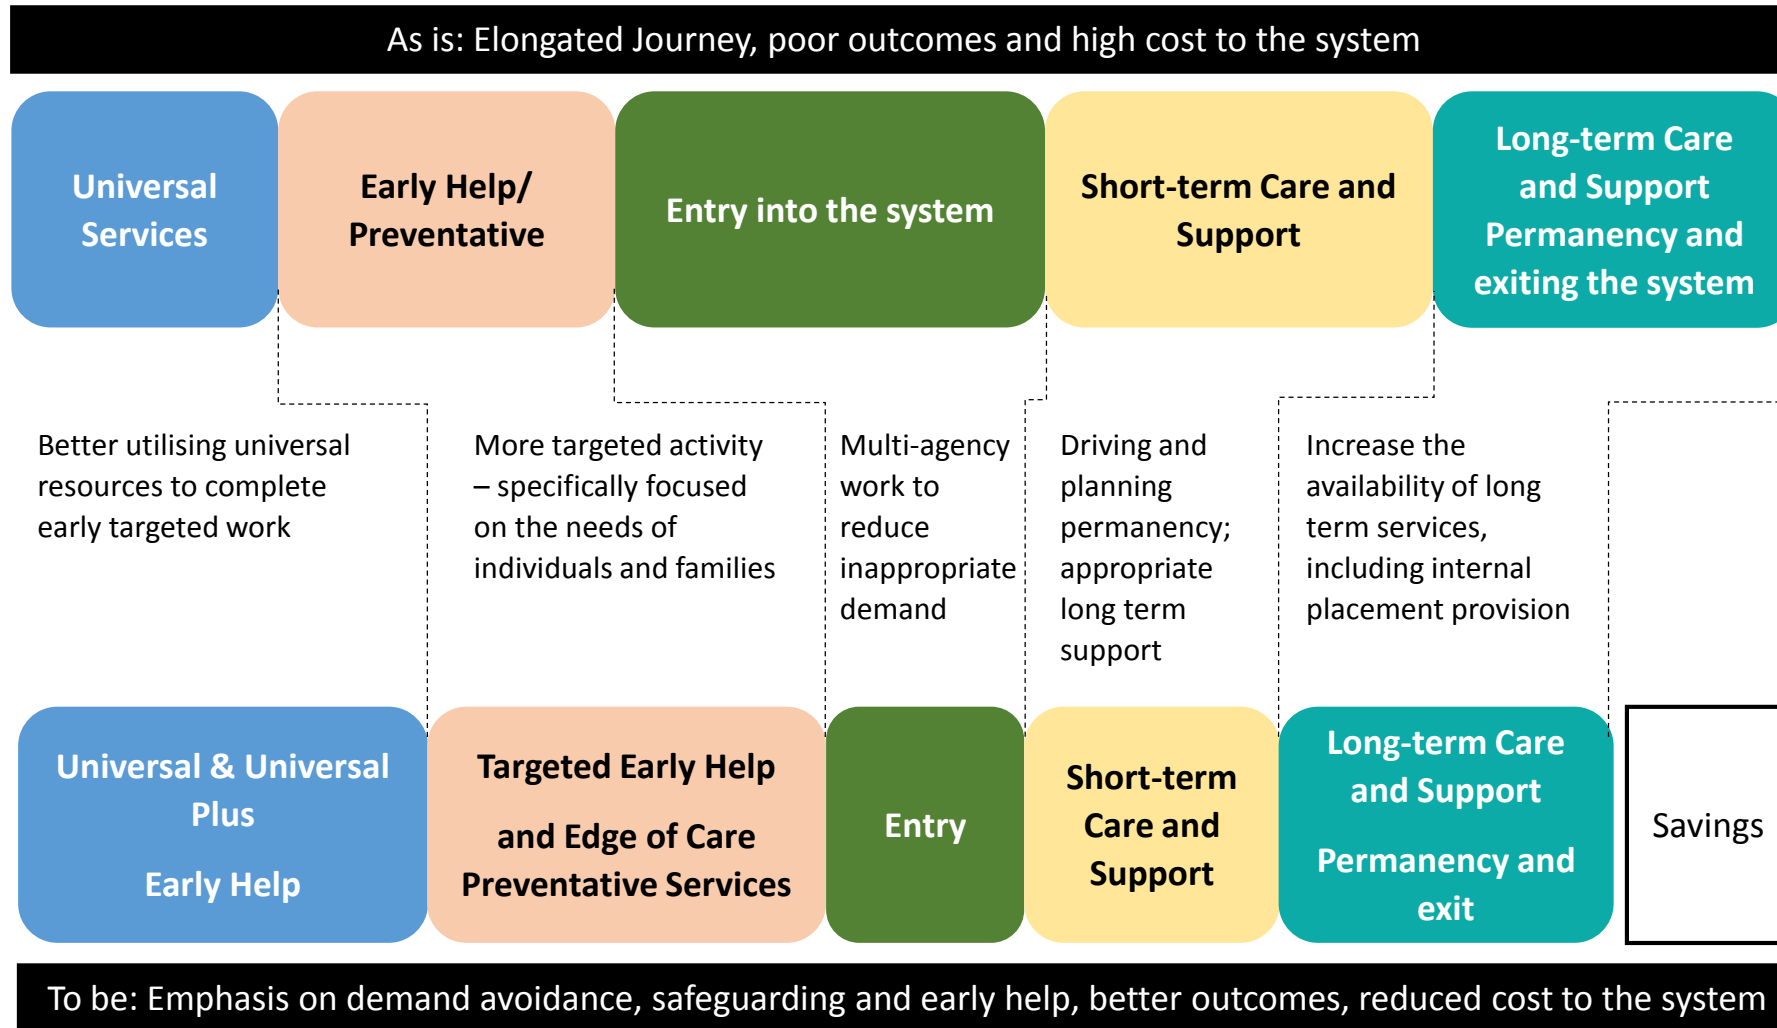 As is: Elongated Journey, poor outcomes and high cost to the system
Universal
Services
Early Help/
Preventative
Entry into the system
Short-term Care and
Support
Long-term Care
and Support
Permanency and
exiting the system
Better utilising universal
resources to complete
early targeted work
More targeted activity
– specifically focused
on the needs of
individuals and families
Multi-agency
work to
reduce
inappropriate
demand
Driving and
planning
permanency;
appropriate
long term
support
Increase the
availability of long
term services,
including internal
placement provision
Universal & Universal
Plus
Early Help
Targeted Early Help
and Edge of Care
Preventative Services
Entry
Short-term
Care and
Support
Long-term Care
and Support
Permanency and
exit
Savings
To be: Emphasis on demand avoidance, safeguarding and early help, better outcomes, reduced cost to the system